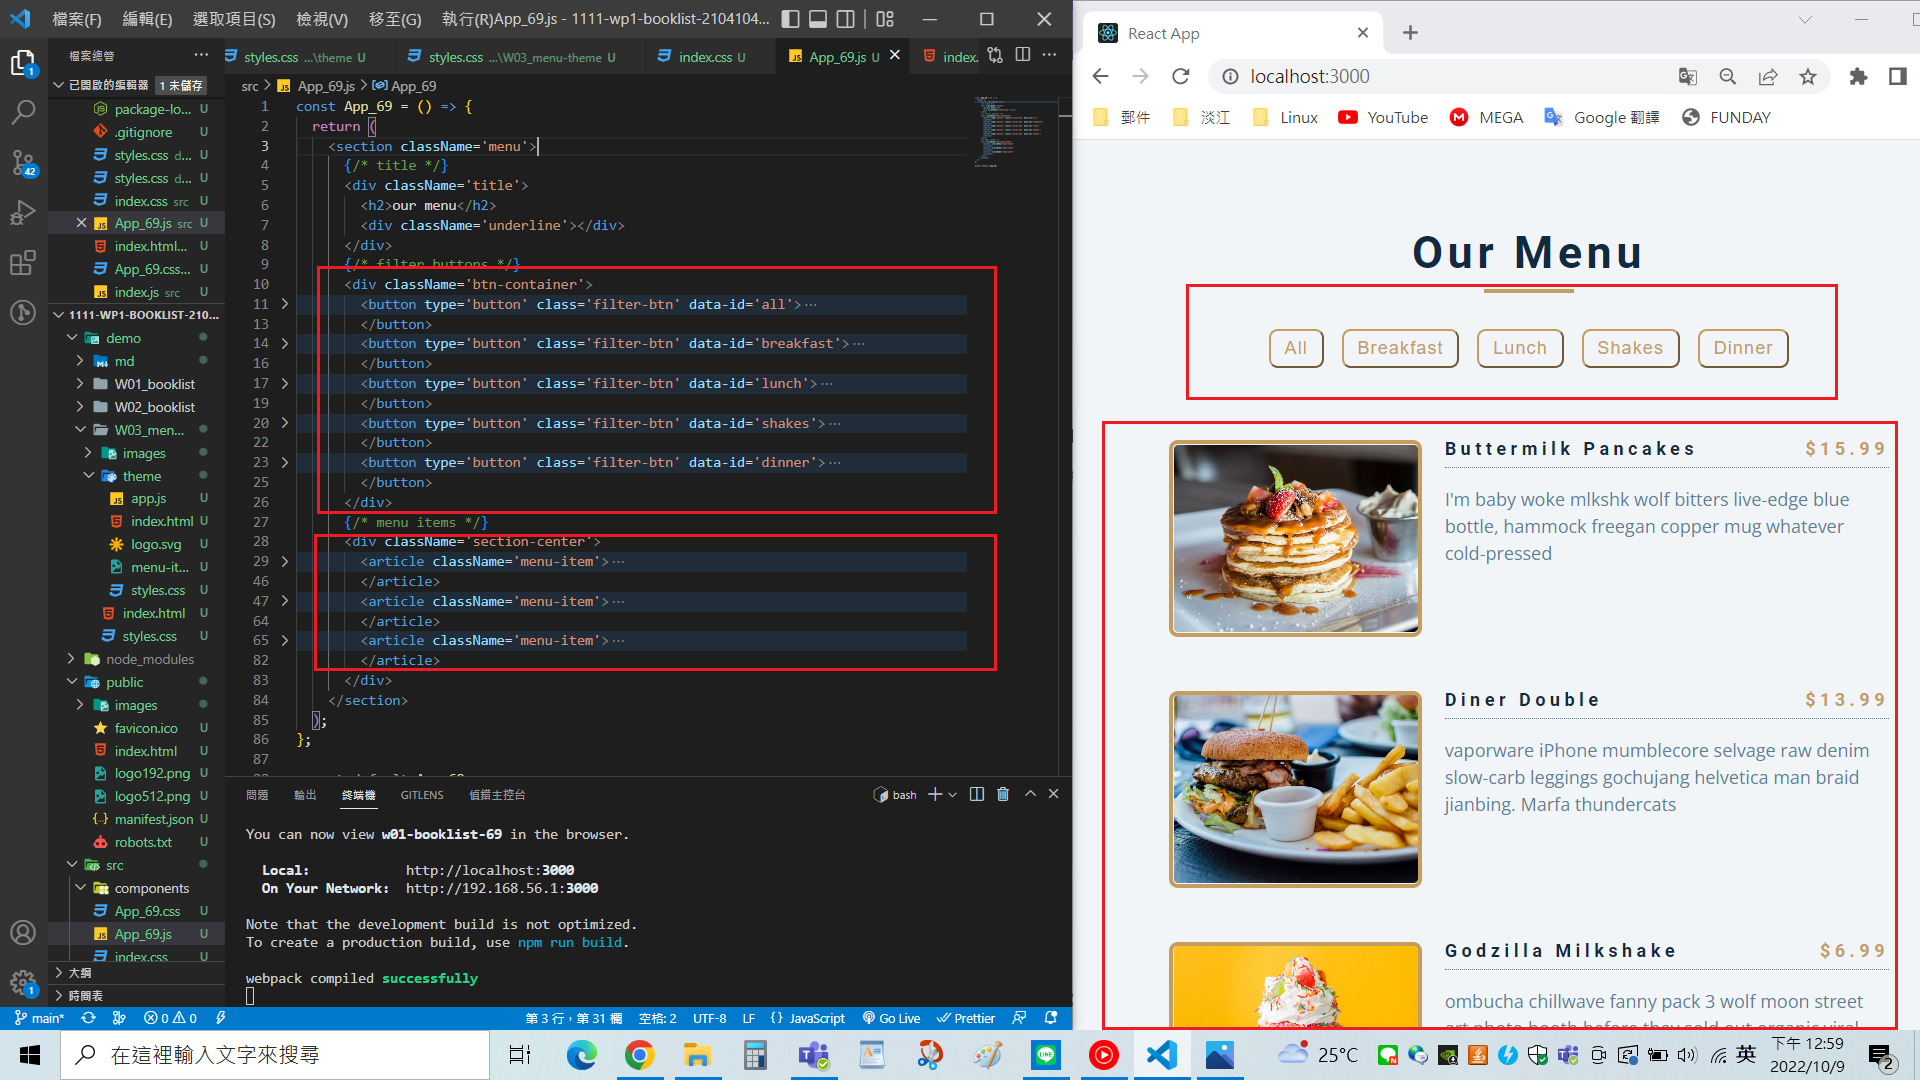 檔案(F) 編輯(E) 選取項目(S) 檢視(V) 移至(G) 執行(R) App_69.js - 1111-wp1-booklist-2104104...
檔案總管 ...
已開啟的編輯器 1 未儲存
package-lo... U
.gitignore U
styles.css d... U
styles.css d... U
index.css src U
App_69.js src U
index.html... U
App_69.css... U
index.js src U
1111-WP1-BOOKLIST-210...
demo
md
W01_booklist
W02_booklist
W03_men...
images
theme
app.js U
index.html U
logo.svg U
menu-it... U
styles.css U
index.html U
styles.css U
node_modules
public
images
favicon.ico U
index.html U
logo192.png U
logo512.png U
manifest.json U
robots.txt U
src
components
App_69.css U
App_69.js U
index.css
大綱
時間表
styles.css ...\theme U
styles.css ...\W03_menu-theme U
index.css U
App_69.js U
index.
src > App_69.js > App_69
1 const App_69 = () => {
2 return (
3 <section className='menu'>
4 {/* title */}
5 <div className='title'>
6 <h2>our menu</h2>
7 <div className='underline'></div>
8 </div>
9 {/* filter buttons */}
10 <div className='btn-container'>
11 <button type='button' class='filter-btn' data-id='all'>...
13 </button>
14 <button type='button' class='filter-btn' data-id='breakfast'>...
16 </button>
17 <button type='button' class='filter-btn' data-id='lunch'>...
19 </button>
20 <button type='button' class='filter-btn' data-id='shakes'>...
22 </button>
23 <button type='button' class='filter-btn' data-id='dinner'>...
25 </button>
26 </div>
27 {/* menu items */}
28 <div className='section-center'>
29 <article className='menu-item'>...
46 </article>
47 <article className='menu-item'>...
64 </article>
65 <article className='menu-item'>...
82 </article>
83 </div>
84 </section>
85 );
86 };
87
問題 輸出 終端機 GITLENS 偵錯主控台 bash
You can now view w01-booklist-69 in the browser.
Local: http://localhost:3000
On Your Network: http://192.168.56.1:3000
Note that the development build is not optimized.
To create a production build, use npm run build.
webpack compiled successfully
main* 0 0 第 3 行，第 31 欄 空格: 2 UTF-8 LF {} JavaScript Go Live Prettier
React App
localhost:3000
郵件 淡江 Linux YouTube MEGA Google 翻譯 FUNDAY
Our Menu
All Breakfast Lunch Shakes Dinner
Buttermilk Pancakes $15.99
I'm baby woke mlkshk wolf bitters live-edge blue
bottle, hammock freegan copper mug whatever
cold-pressed
Diner Double $13.99
vaporware iPhone mumblecore selvage raw denim
slow-carb leggings gochujang helvetica man braid
jianbing. Marfa thundercats
Godzilla Milkshake $6.99
ombucha chillwave fanny pack 3 wolf moon street
art photo booth before they sold out organic viral
在這裡輸入文字來搜尋
25°C 英 下午 12:59
2022/10/9 2